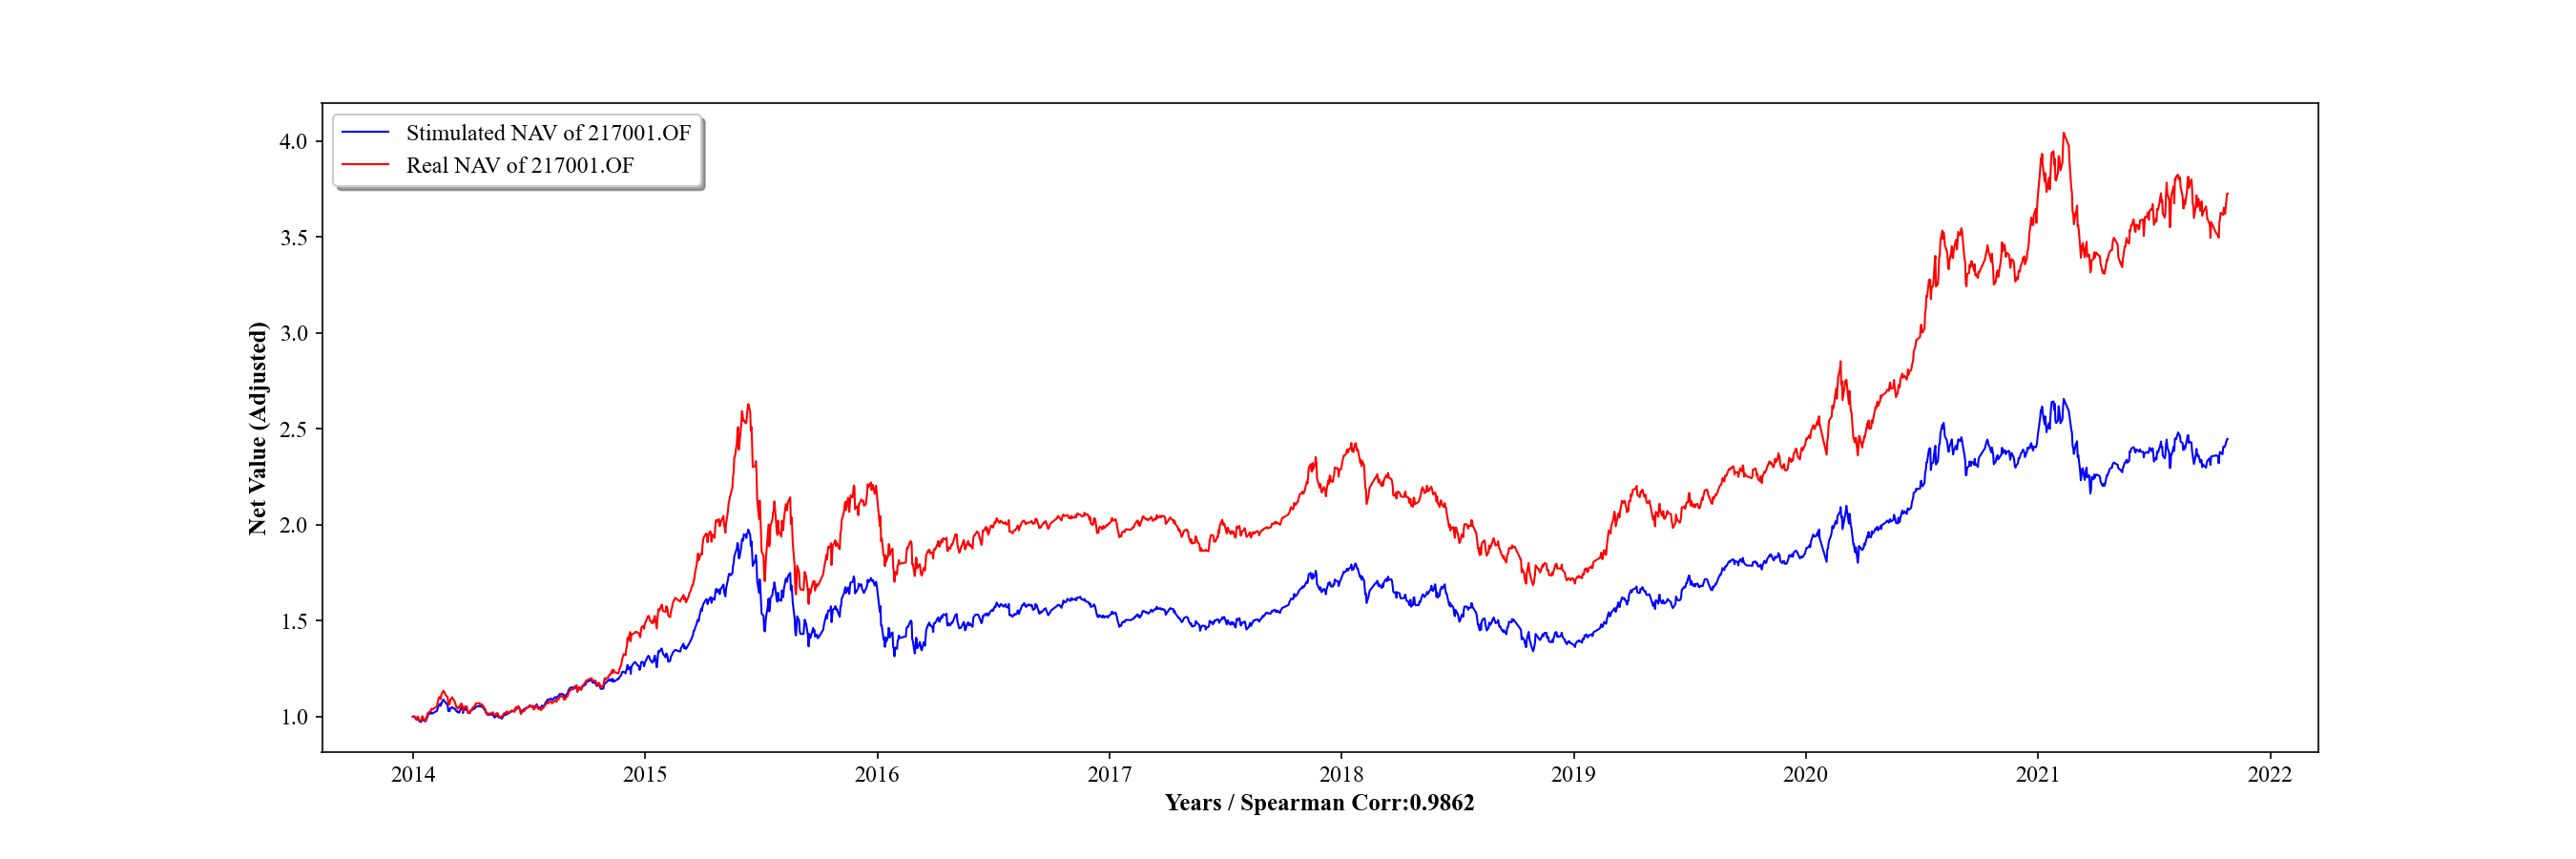 Stimulated NAV of 217001.OF
Real NAV of 217001.OF
4.0
3.5
3.0
2.5
2.0
1.5
1.0
Net Value (Adjusted)
2014 2015 2016 2017 2018 2019 2020 2021 2022
Years / Spearman Corr:0.9862